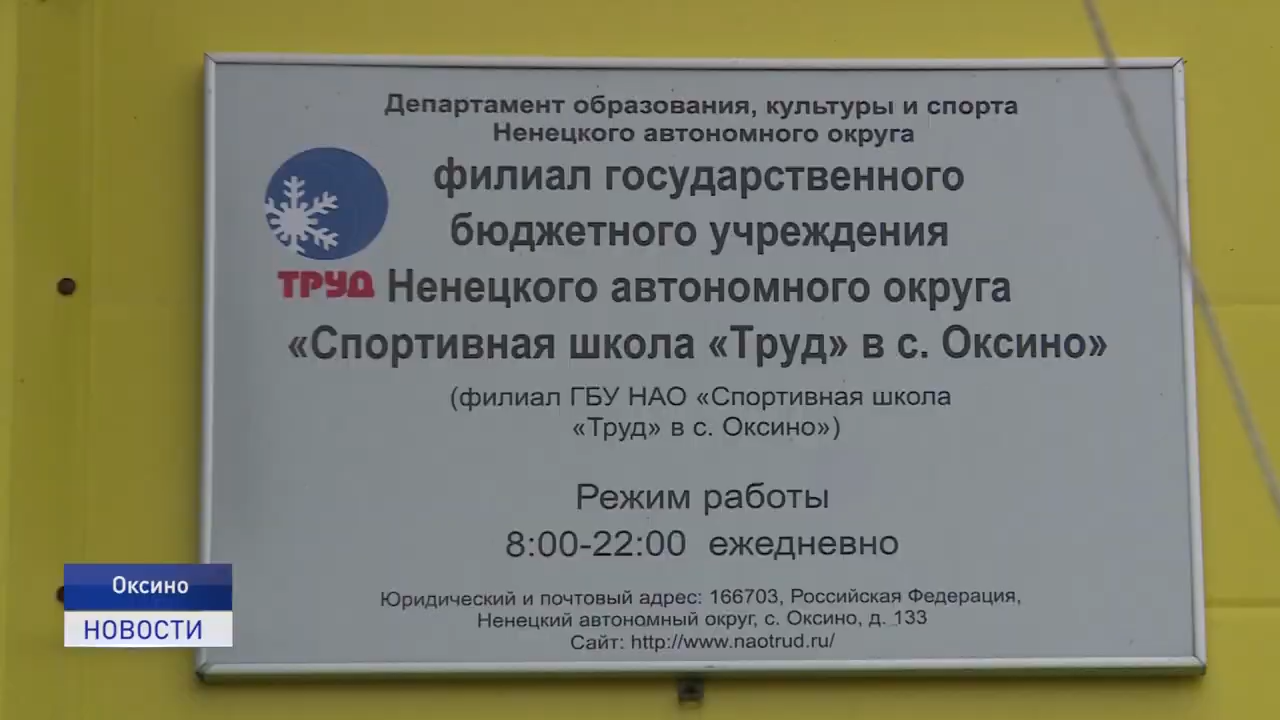 Департамент образования, культуры и спорта
Ненецкого автономного округа
филиал государственного
бюджетного учреждения
ТРУД
Ненецкого автономного округа
«Спортивная школа «Труд» в с. Оксино»
(филиал ГБУ НАО «Спортивная школа
«Труд» в с. Оксино»)
Режим работы
8:00-22:00 ежедневно
Юридический и почтовый адрес: 166703, Российская Федерация,
Ненецкий автономный округ, с. Оксино, д. 133
Сайт: http://www.naotrud.ru/
Оксино
НОВОСТИ